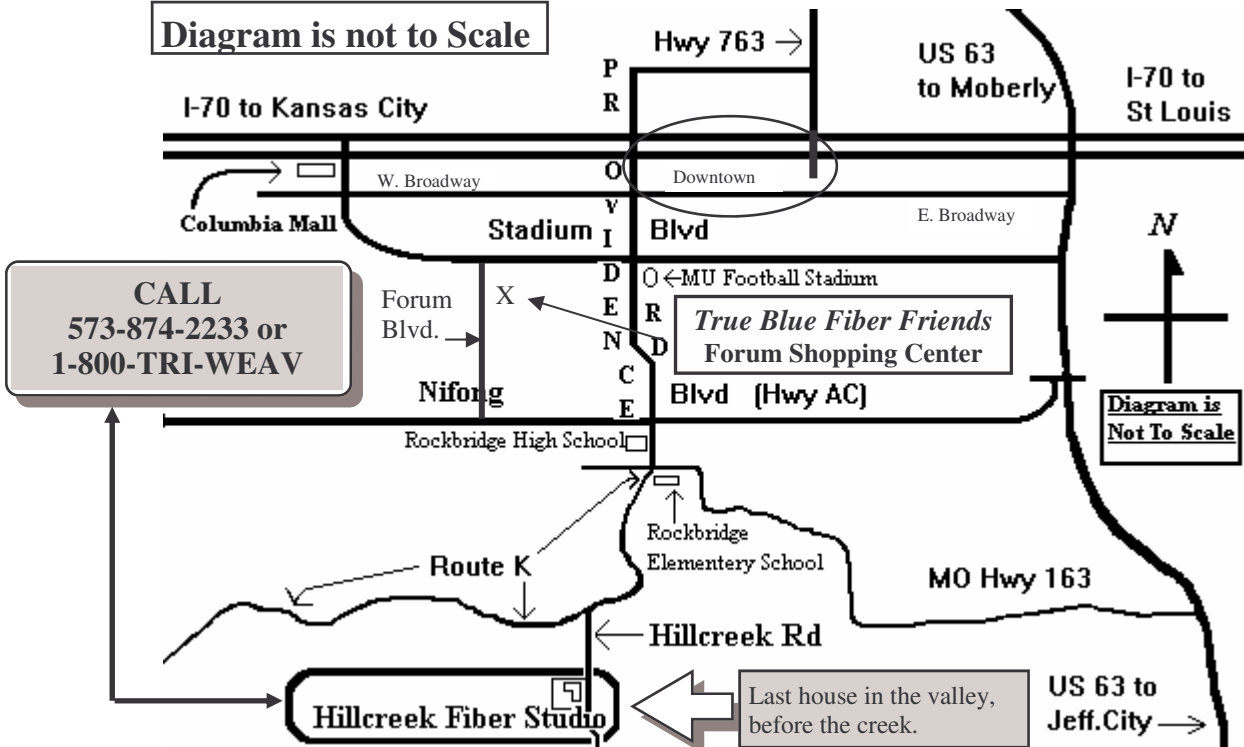 Diagram is not to Scale
Hwy 763
US 63
to Moberly
I-70 to
St Louis
I-70 to Kansas City
PROVIDENCE
RD
W. Broadway
Downtown
Columbia Mall
E. Broadway
Stadium Blvd
N
MU Football Stadium
CALL
573-874-2233 or
1-800-TRI-WEAV
Forum
Blvd.
X
True Blue Fiber Friends
Forum Shopping Center
Nifong Blvd (Hwy AC)
Diagram is
Not To Scale
Rockbridge High School
Rockbridge
Elementery School
Route K
MO Hwy 163
Hillcreek Rd
Hillcreek Fiber Studio
Last house in the valley,
before the creek.
US 63 to
Jeff.City